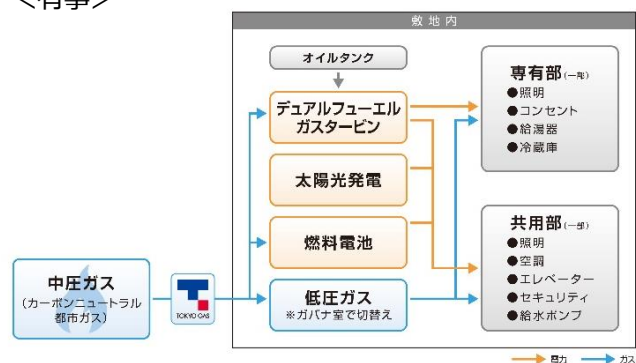 ＜有事＞
敷地内
オイルタンク
デュアルフューエル
ガスタービン
太陽光発電
燃料電池
低圧ガス
※ガバナ室で切替え
中圧ガス
(カーボンニュートラル
都市ガス)
TOKYO GAS
専有部(一部)
●照明
●コンセント
●給湯器
●冷蔵庫
共用部(一部)
●照明
●空調
●エレベーター
●セキュリティ
●給水ポンプ
電力
ガス